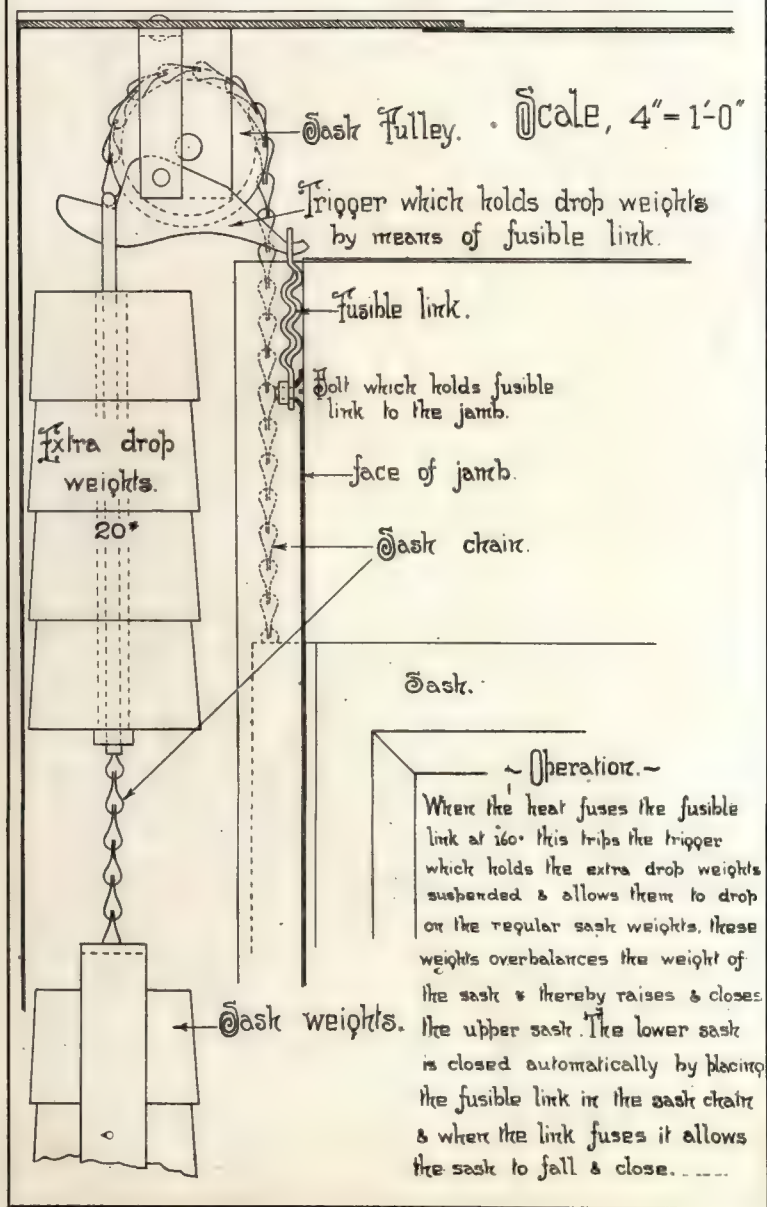 Sash Pulley.
Scale, 4"= 1'-0"
Trigger which holds drop weights
by means of fusible link.
Fusible link.
Bolt which holds fusible
link to the jamb.
Extra drop
weights.
20#
face of jamb.
Sash chain.
Sash.
~ Operation. ~
When the heat fuses the fusible
link at 160° this trips the trigger
which holds the extra drop weights
suspended & allows them to drop
on the regular sash weights, these
weights overbalances the weight of
the sash & thereby raises & closes
the upper sash. The lower sash
is closed automatically by placing
the fusible link in the sash chain
& when the link fuses it allows
the sash to fall & close.
Sash weights.